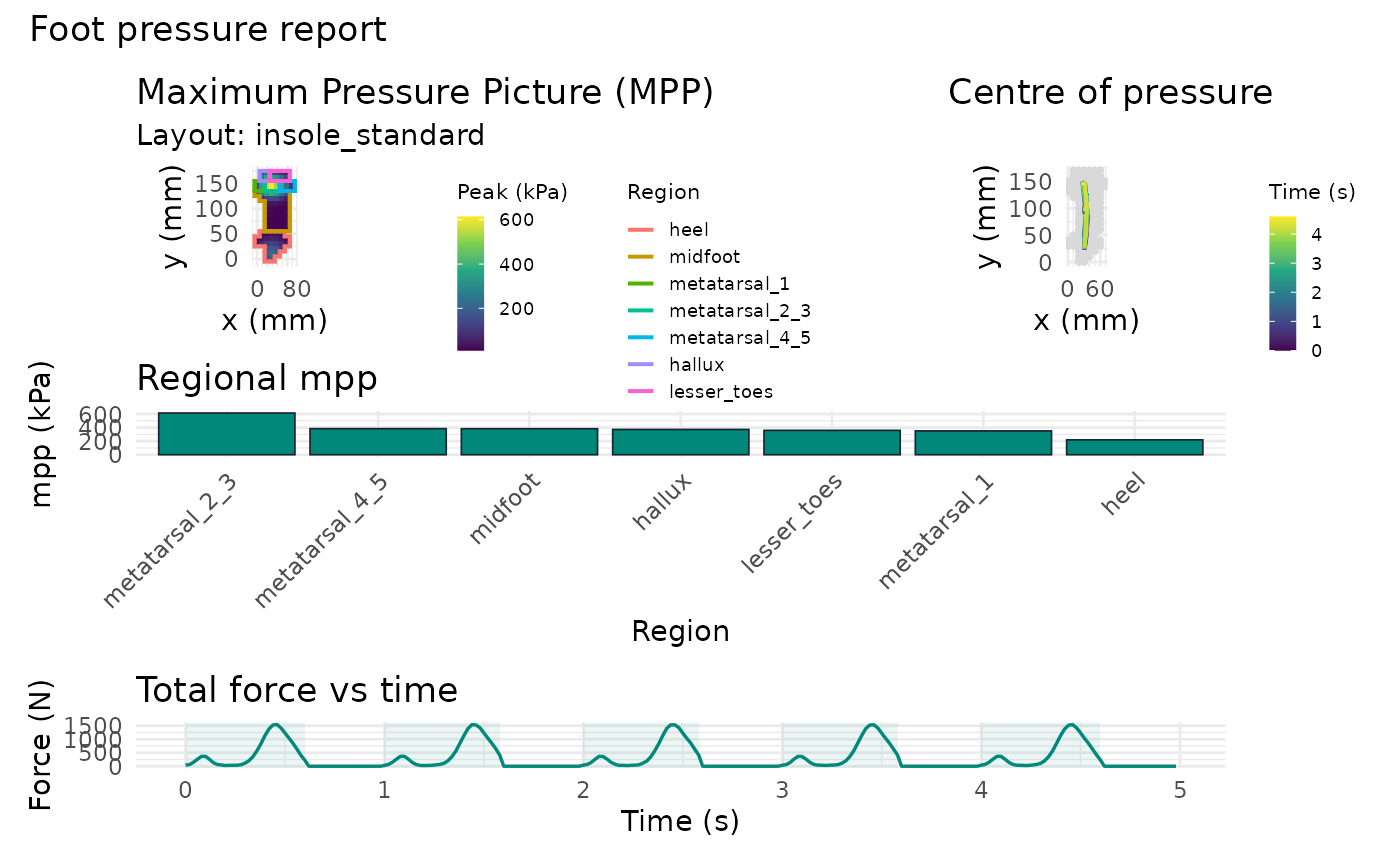 Foot pressure report
Maximum Pressure Picture (MPP)
Layout: insole_standard
y (mm)
150
100
50
0
0 80
x (mm)
Peak (kPa)
600
400
200
Region
heel
midfoot
metatarsal_1
metatarsal_2_3
metatarsal_4_5
hallux
lesser_toes
Centre of pressure
y (mm)
150
100
50
0
0 60
x (mm)
Time (s)
4
3
2
1
0
Regional mpp
mpp (kPa)
600
400
200
0
metatarsal_2_3
metatarsal_4_5
midfoot
hallux
lesser_toes
metatarsal_1
heel
Region
Total force vs time
Force (N)
1500
1000
500
0
0 1 2 3 4 5
Time (s)